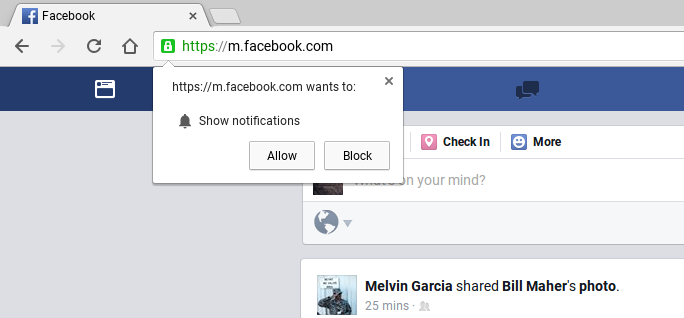 Facebook
https://m.facebook.com
https://m.facebook.com wants to:
Show notifications
Allow Block
Check In More
What's on your mind?
Melvin Garcia shared Bill Maher's photo.
25 mins ·